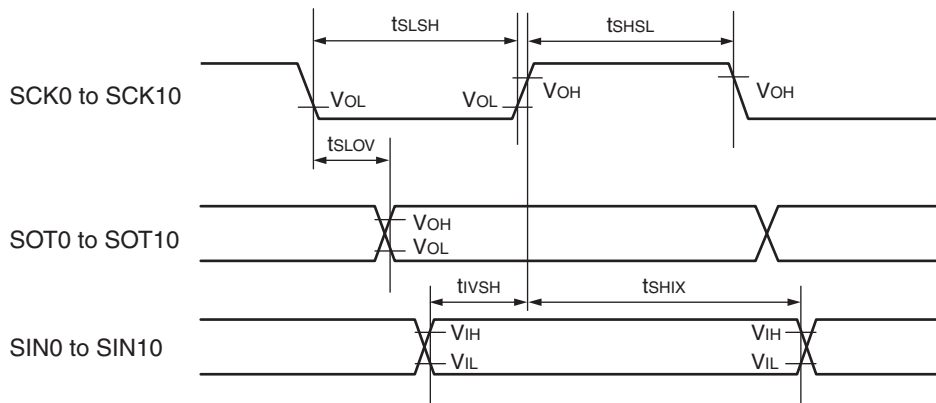 tSLSH tSHSL
SCK0 to SCK10
VOL VOL VOH VOH
tSLOV
SOT0 to SOT10
VOH
VOL
tIVSH tSHIX
SIN0 to SIN10
VIH VIH
VIL VIL